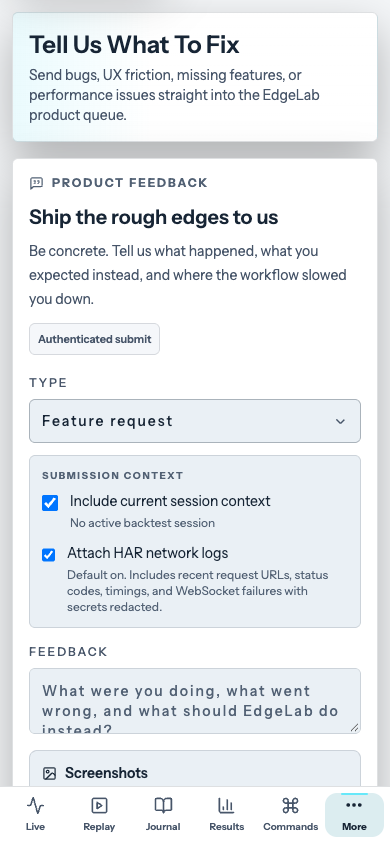 Tell Us What To Fix
Send bugs, UX friction, missing features, or
performance issues straight into the EdgeLab
product queue.
PRODUCT FEEDBACK
Ship the rough edges to us
Be concrete. Tell us what happened, what you
expected instead, and where the workflow slowed
you down.
Authenticated submit
TYPE
Feature request
SUBMISSION CONTEXT
Include current session context
No active backtest session
Attach HAR network logs
Default on. Includes recent request URLs, status
codes, timings, and WebSocket failures with
secrets redacted.
FEEDBACK
What were you doing, what went
wrong, and what should EdgeLab do
instead?
Screenshots
Live
Replay
Journal
Results
Commands
More